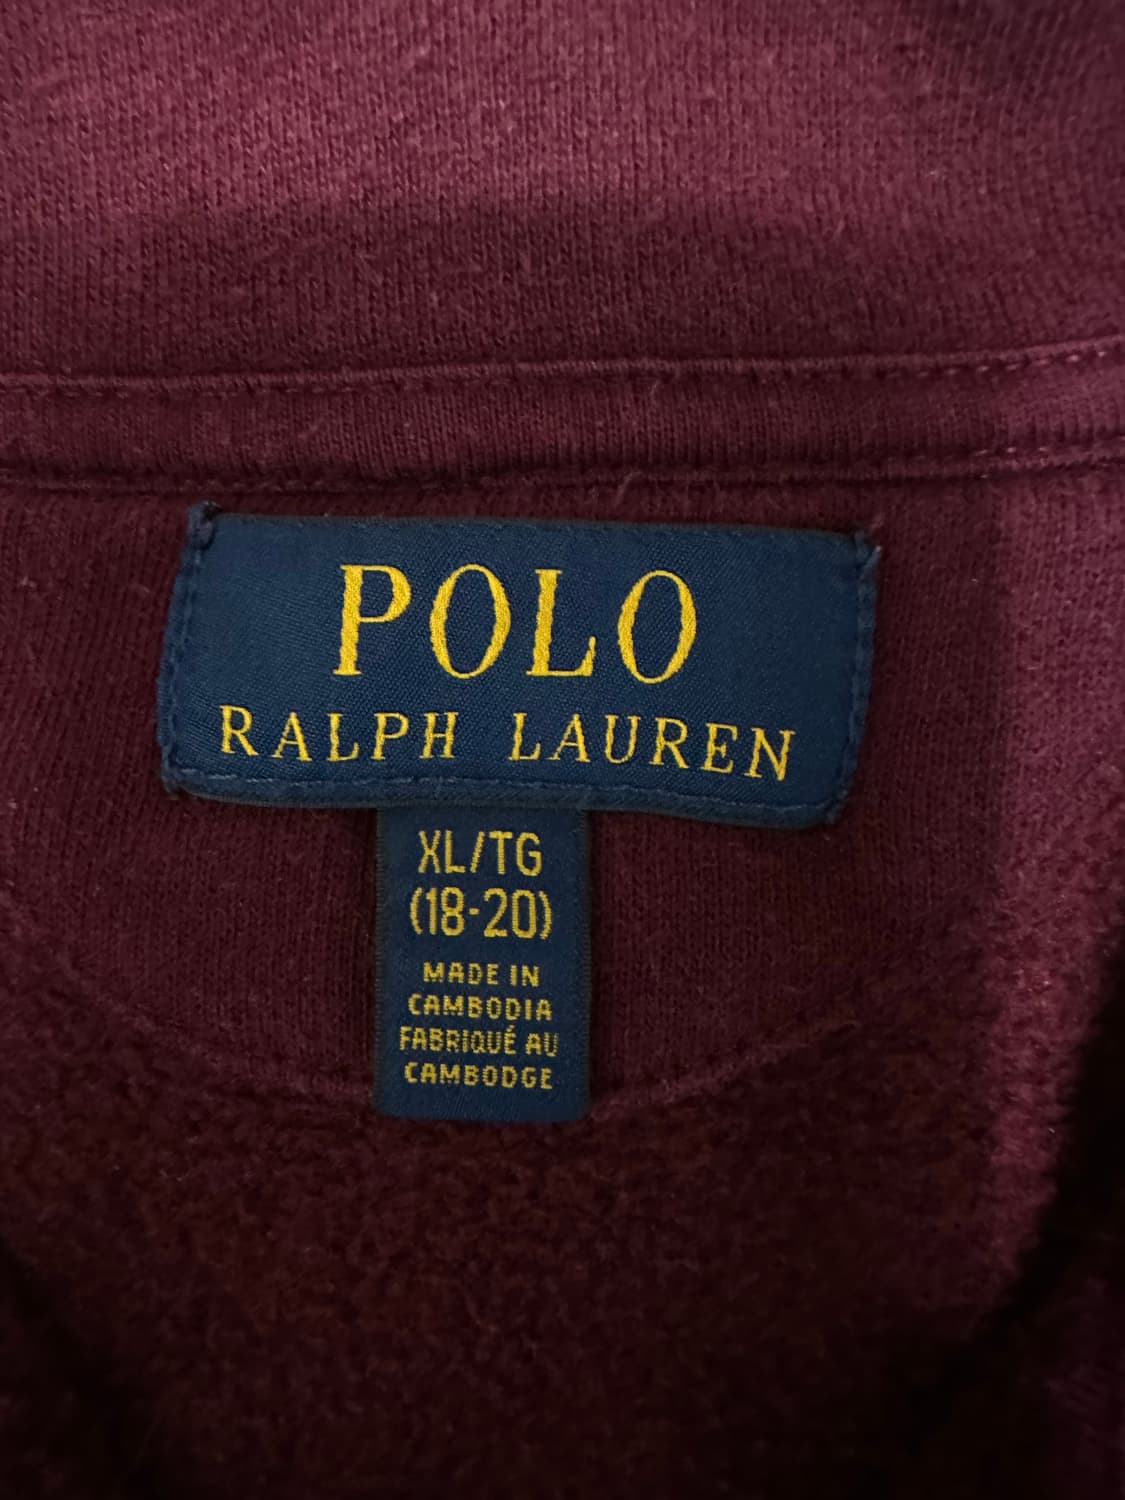 POLO
RALPH LAUREN
XL/TG
(18-20)
MADE IN
CAMBODIA
FABRIQUÉ AU
CAMBODGE